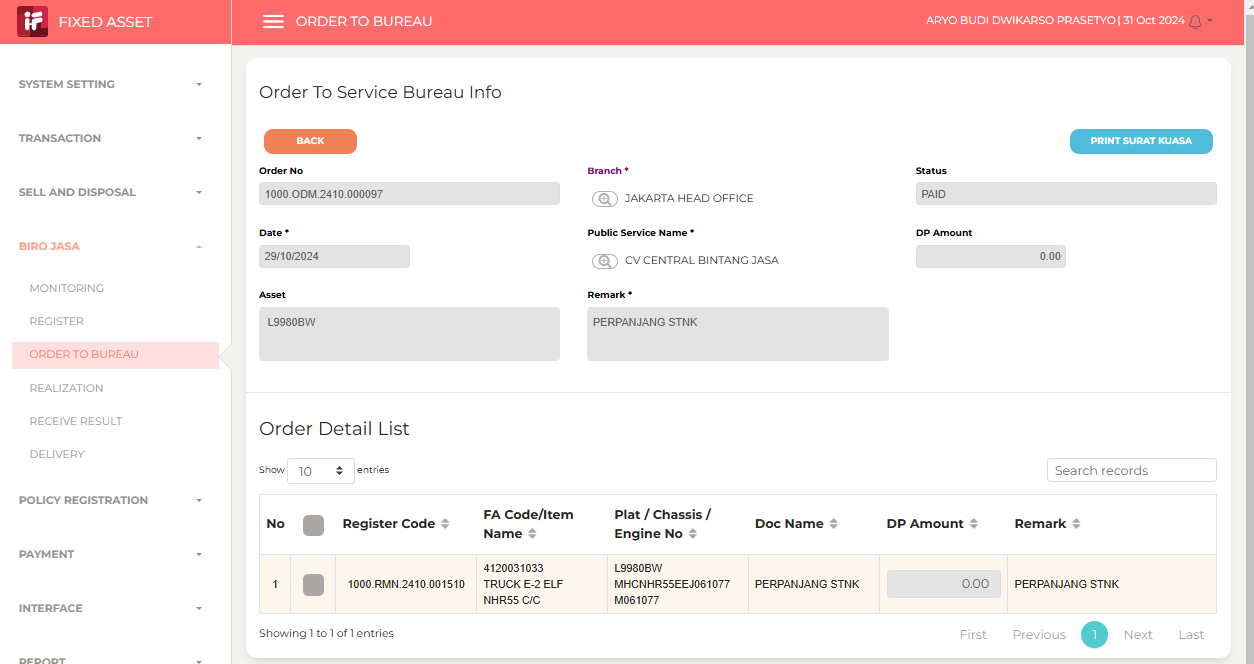 FIXED ASSET
ORDER TO BUREAU
ARYO BUDI DWIKARSO PRASETYO | 31 Oct 2024
SYSTEM SETTING
TRANSACTION
SELL AND DISPOSAL
BIRO JASA
MONITORING
REGISTER
ORDER TO BUREAU
REALIZATION
RECEIVE RESULT
DELIVERY
POLICY REGISTRATION
PAYMENT
INTERFACE
REPORT
Order To Service Bureau Info
BACK
PRINT SURAT KUASA
Order No
1000.ODM.2410.000097
Branch *
JAKARTA HEAD OFFICE
Status
PAID
Date *
29/10/2024
Public Service Name *
CV CENTRAL BINTANG JASA
DP Amount
0.00
Asset
L9980BW
Remark *
PERPANJANG STNK
Order Detail List
Show 10 entries
Search records
No
Register Code
FA Code/Item
Name
Plat / Chassis /
Engine No
Doc Name
DP Amount
Remark
1
1000.RMN.2410.001510
4120031033
TRUCK E-2 ELF
NHR55 C/C
L9980BW
MHCNHR55EEJ061077
M061077
PERPANJANG STNK
0.00
PERPANJANG STNK
Showing 1 to 1 of 1 entries
First Previous 1 Next Last